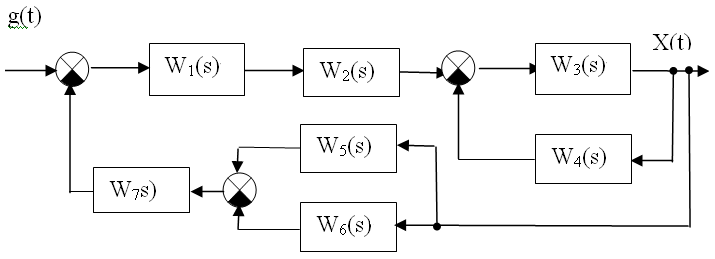 g(t)
X(t)
W₁(s)
W₂(s)
W₃(s)
W₄(s)
W₅(s)
W₆(s)
W₇s)